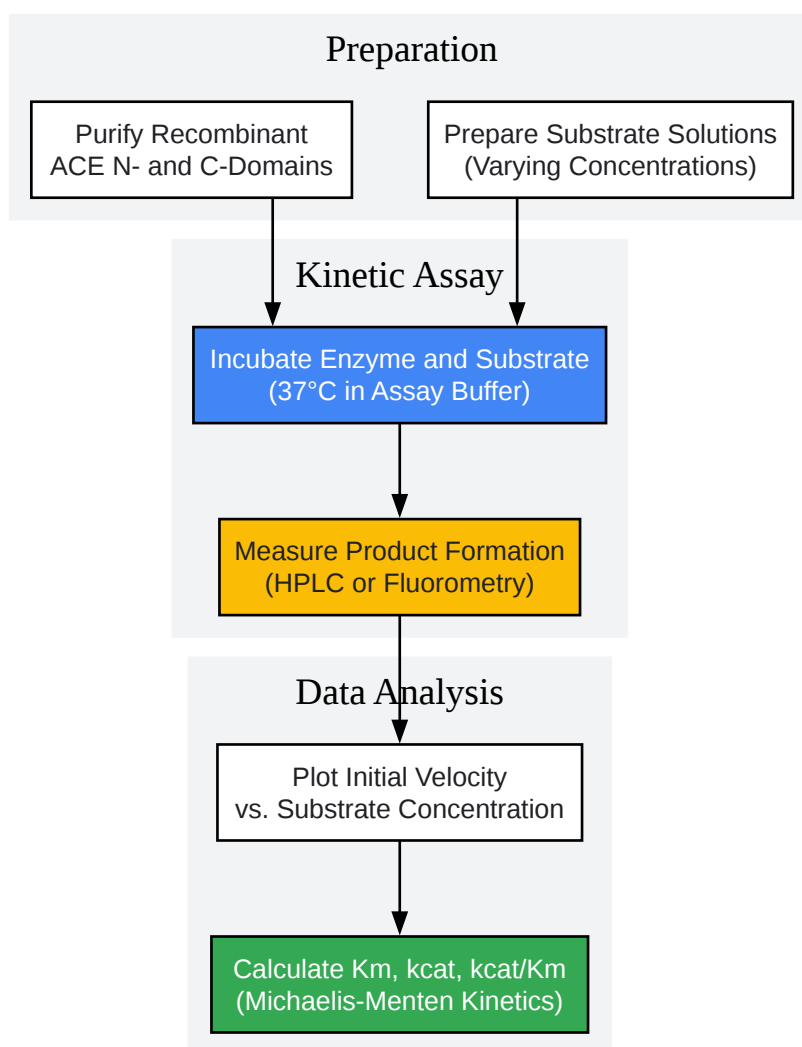 Preparation
Purify Recombinant
ACE N- and C-Domains
Prepare Substrate Solutions
(Varying Concentrations)
Kinetic Assay
Incubate Enzyme and Substrate
(37°C in Assay Buffer)
Measure Product Formation
(HPLC or Fluorometry)
Data Analysis
Plot Initial Velocity
vs. Substrate Concentration
Calculate Km, kcat, kcat/Km
(Michaelis-Menten Kinetics)